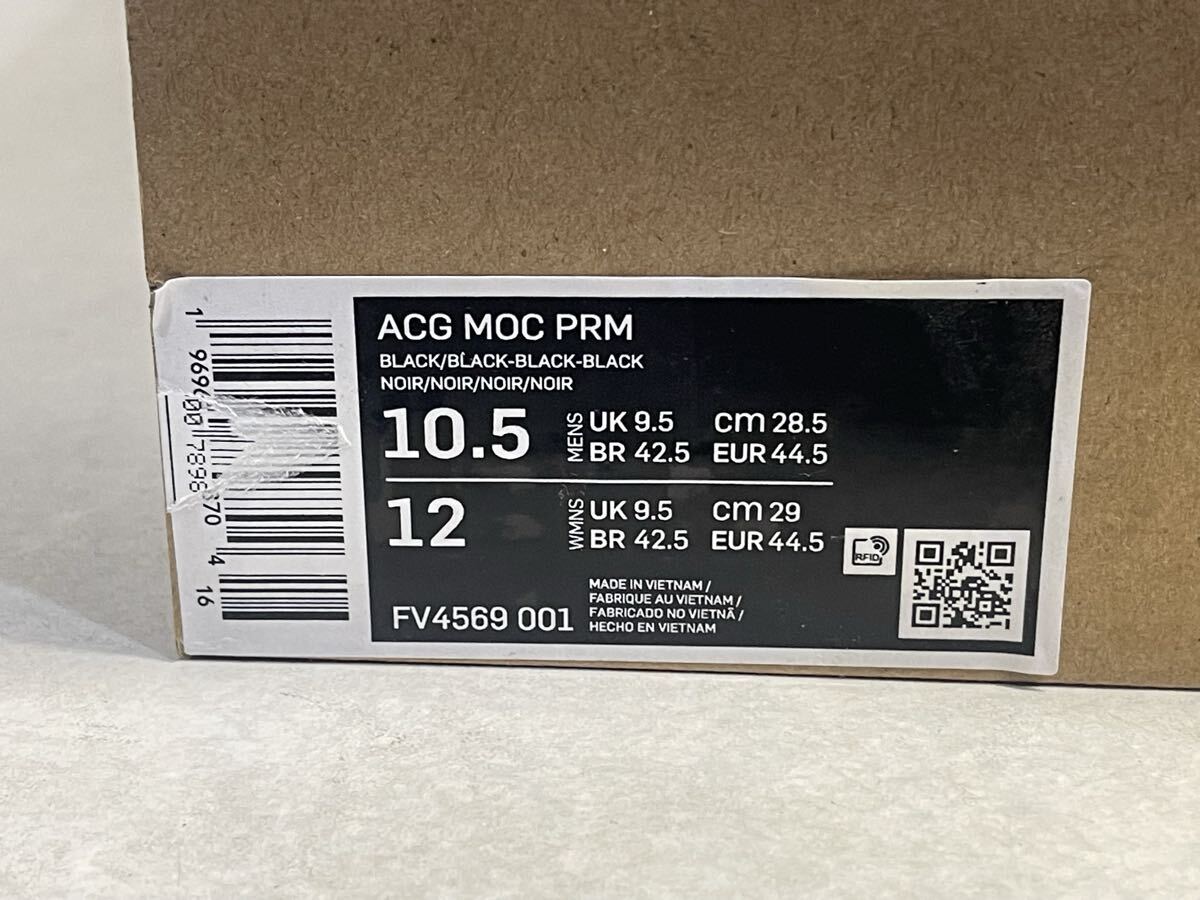 ACG MOC PRM
BLACK/BLACK-BLACK-BLACK
NOIR/NOIR/NOIR/NOIR
10.5 MENS UK 9.5 CM 28.5
BR 42.5 EUR 44.5
12 WMNS UK 9.5 CM 29
BR 42.5 EUR 44.5
RFID
FV4569 001
MADE IN VIETNAM /
FABRIQUE AU VIETNAM /
FABRICADO NO VIETNÃ /
HECHO EN VIETNAM
4 16